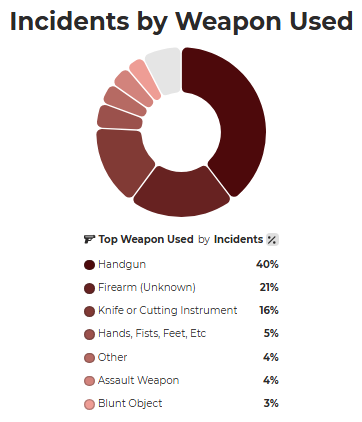 Incidents by Weapon Used
Top Weapon Used by Incidents %
Handgun 40%
Firearm (Unknown) 21%
Knife or Cutting Instrument 16%
Hands, Fists, Feet, Etc 5%
Other 4%
Assault Weapon 4%
Blunt Object 3%